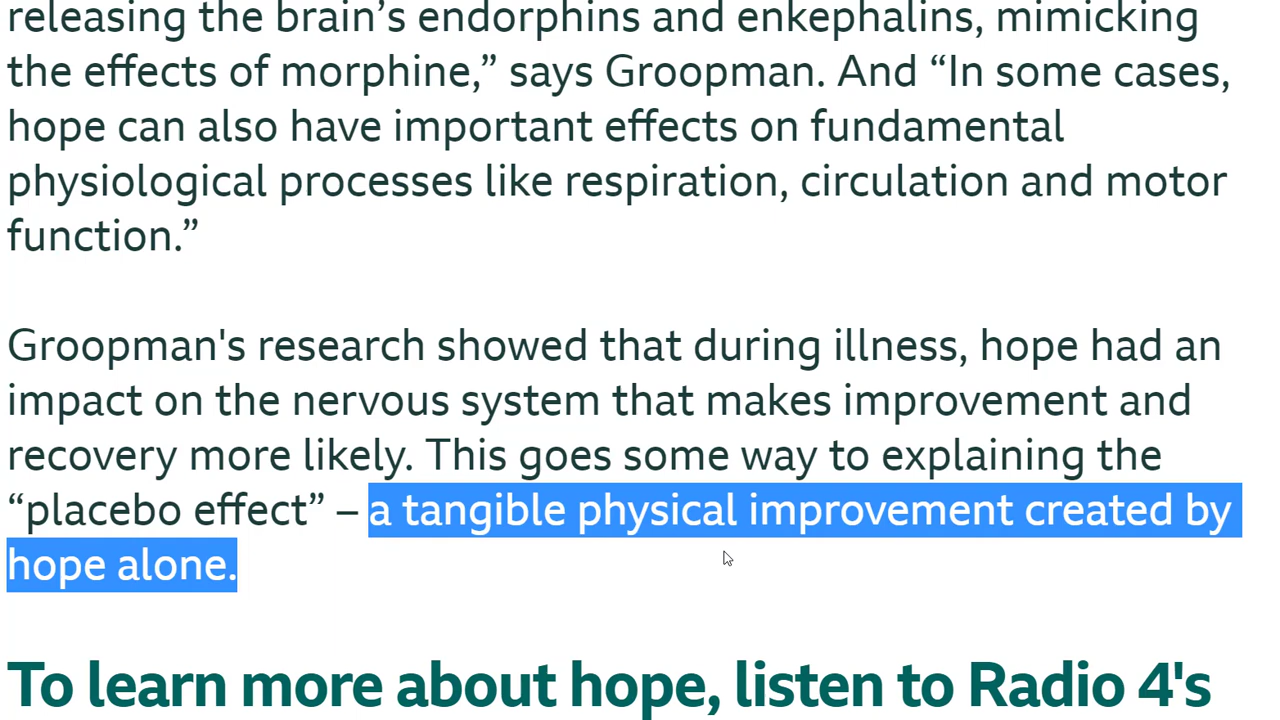 releasing the brain’s endorphins and enkephalins, mimicking
the effects of morphine,” says Groopman. And “In some cases,
hope can also have important effects on fundamental
physiological processes like respiration, circulation and motor
function.”
Groopman's research showed that during illness, hope had an
impact on the nervous system that makes improvement and
recovery more likely. This goes some way to explaining the
“placebo effect” – a tangible physical improvement created by
hope alone.
To learn more about hope, listen to Radio 4's